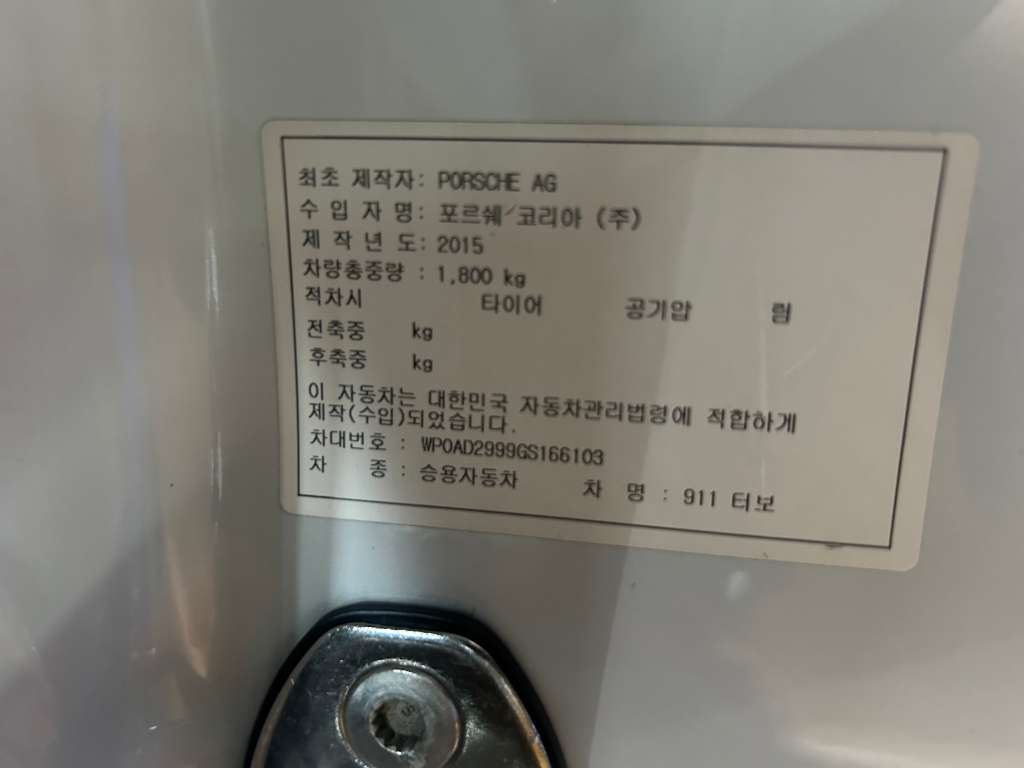 최초 제작자: PORSCHE AG
수 입 자 명: 포르쉐 코리아 (주)
제 작 년 도: 2015
차량총중량 : 1,800 kg
적차시 타이어 공기압 림
전축중 kg
후축중 kg
이 자동차는 대한민국 자동차관리법령에 적합하게
제작(수입)되었습니다.
차대번호 : WP0AD2999GS166103
차 종 : 승용자동차 차 명 : 911 터보